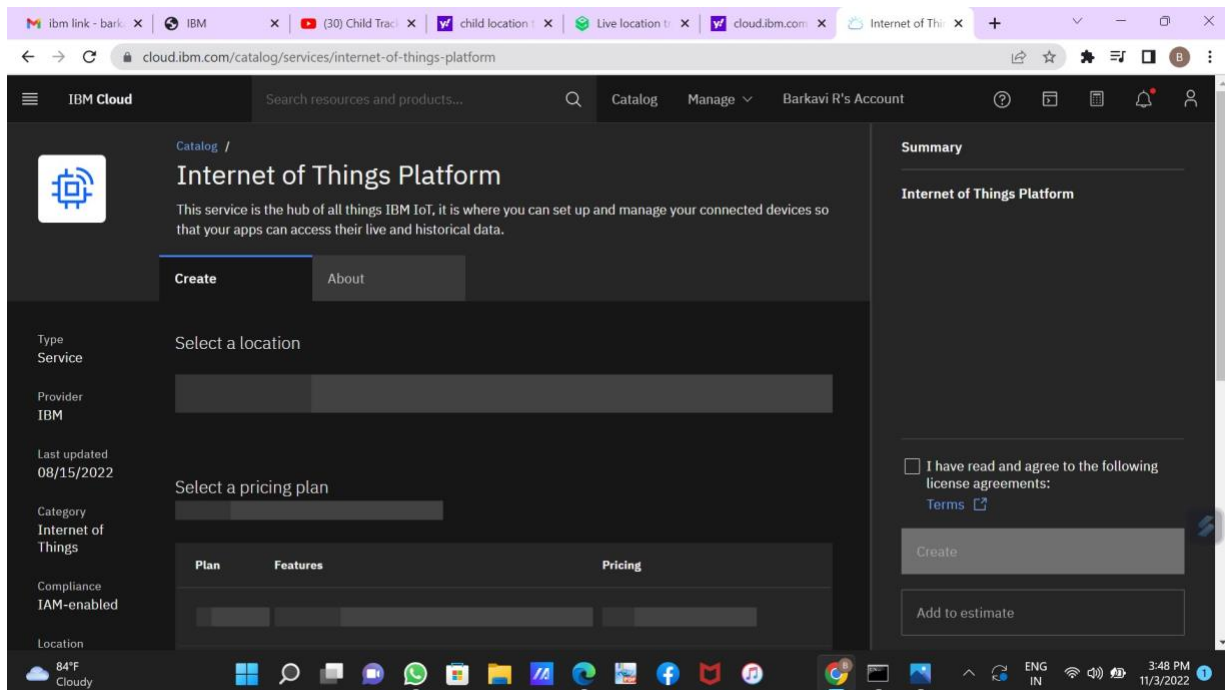 ibm link - bark
IBM
(30) Child Trac
child location t
Live location tr
cloud.ibm.com
Internet of Thin
cloud.ibm.com/catalog/services/internet-of-things-platform
B
IBM Cloud
Search resources and products...
Catalog
Manage
Barkavi R's Account
Catalog /
Internet of Things Platform
This service is the hub of all things IBM IoT, it is where you can set up and manage your connected devices so
that your apps can access their live and historical data.
Create
About
Type
Service
Provider
IBM
Last updated
08/15/2022
Category
Internet of
Things
Compliance
IAM-enabled
Location
Select a location
Select a pricing plan
Plan
Features
Pricing
Summary
Internet of Things Platform
I have read and agree to the following
license agreements:
Terms
Create
Add to estimate
84°F
Cloudy
ENG
IN
3:48 PM
11/3/2022
1